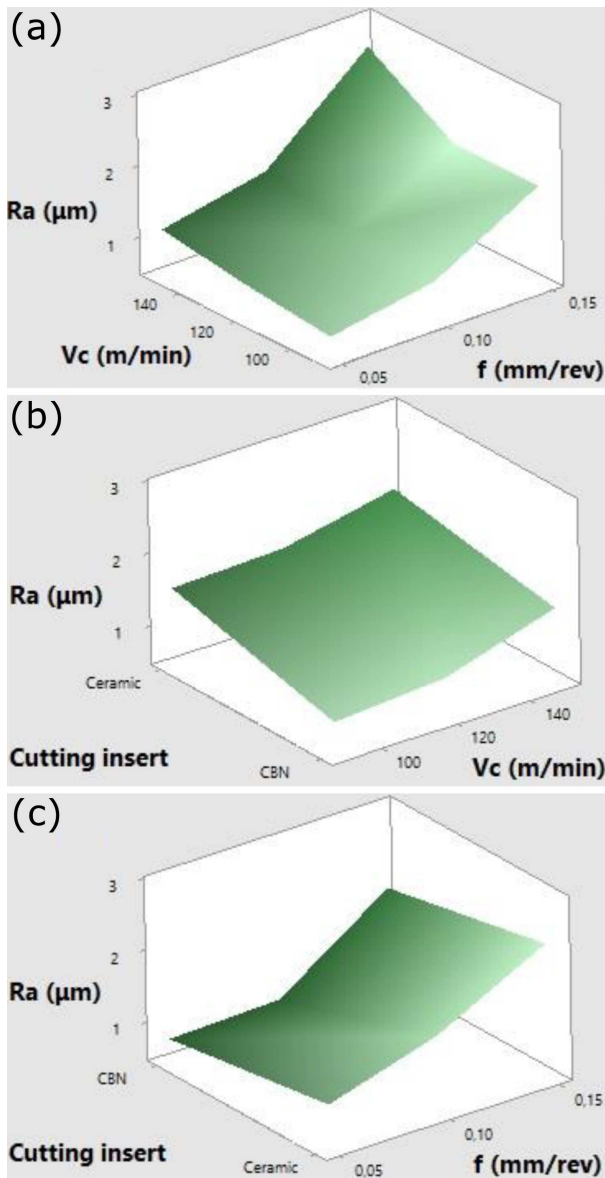 (a)
3
2
Ra (µm)
1
140
120
100
Vc (m/min)
0,15
0,10
0,05
f (mm/rev)
(b)
3
2
Ra (µm)
1
Ceramic
CBN
Cutting insert
140
120
100
Vc (m/min)
(c)
3
2
Ra (µm)
1
CBN
Ceramic
Cutting insert
0,15
0,10
0,05
f (mm/rev)